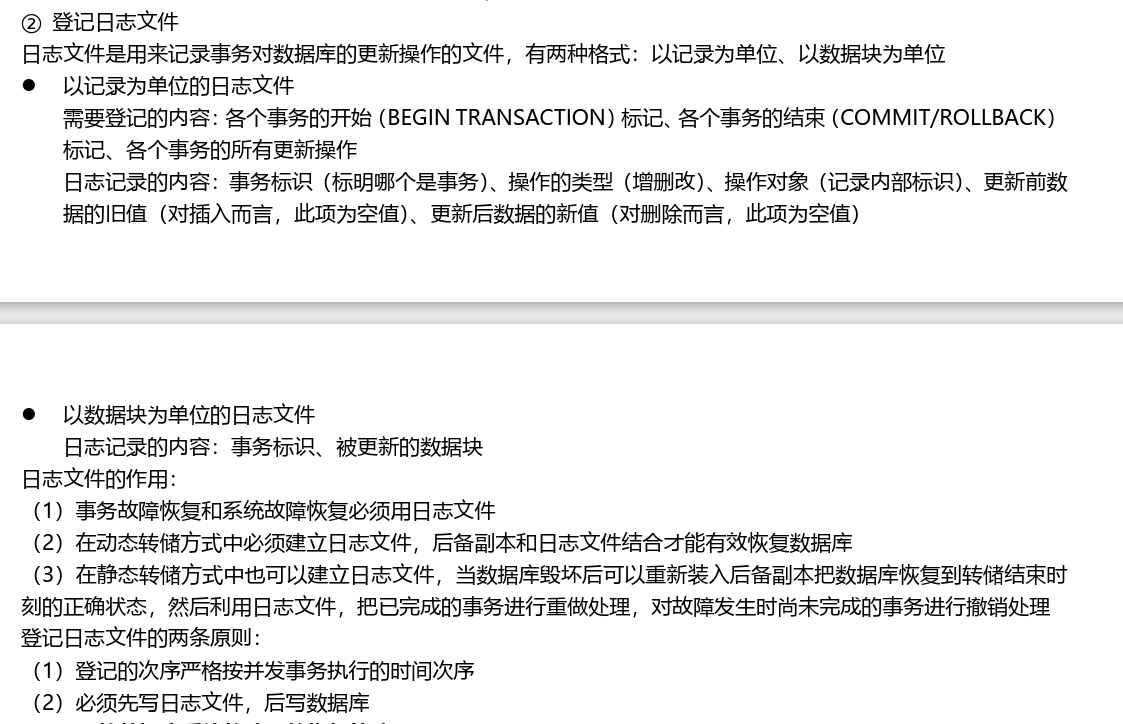 ② 登记日志文件
日志文件是用来记录事务对数据库的更新操作的文件，有两种格式：以记录为单位、以数据块为单位
● 以记录为单位的日志文件
需要登记的内容：各个事务的开始（BEGIN TRANSACTION）标记、各个事务的结束（COMMIT/ROLLBACK）
标记、各个事务的所有更新操作
日志记录的内容：事务标识（标明哪个是事务）、操作的类型（增删改）、操作对象（记录内部标识）、更新前数
据的旧值（对插入而言，此项为空值）、更新后数据的新值（对删除而言，此项为空值）
● 以数据块为单位的日志文件
日志记录的内容：事务标识、被更新的数据块
日志文件的作用：
（1）事务故障恢复和系统故障恢复必须用日志文件
（2）在动态转储方式中必须建立日志文件，后备副本和日志文件结合才能有效恢复数据库
（3）在静态转储方式中也可以建立日志文件，当数据库毁坏后可以重新装入后备副本把数据库恢复到转储结束时
刻的正确状态，然后利用日志文件，把已完成的事务进行重做处理，对故障发生时尚未完成的事务进行撤销处理
登记日志文件的两条原则：
（1）登记的次序严格按并发事务执行的时间次序
（2）必须先写日志文件，后写数据库